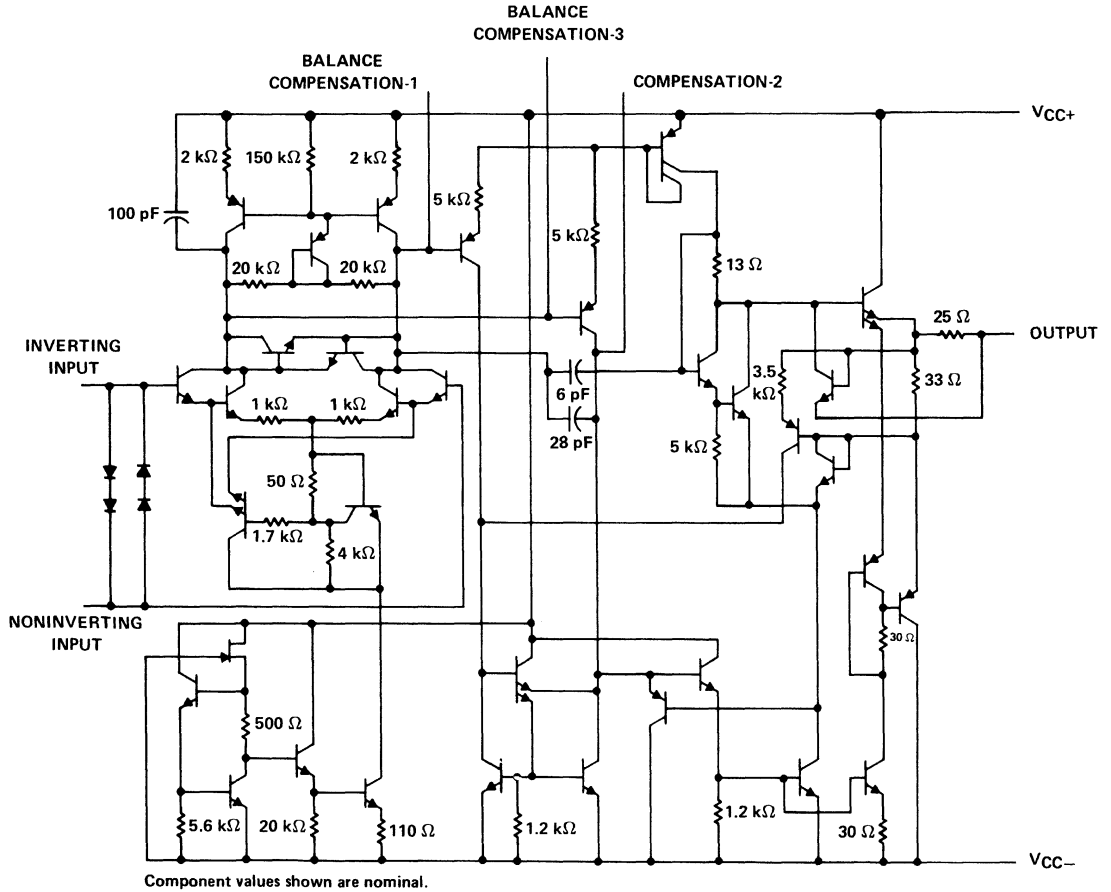 BALANCE
COMPENSATION-3
BALANCE
COMPENSATION-1
COMPENSATION-2
VCC+
2 kΩ
150 kΩ
2 kΩ
5 kΩ
100 pF
5 kΩ
20 kΩ
20 kΩ
13 Ω
25 Ω
OUTPUT
INVERTING
INPUT
6 pF
3.5
kΩ
33 Ω
1 kΩ
1 kΩ
28 pF
5 kΩ
50 Ω
1.7 kΩ
4 kΩ
NONINVERTING
INPUT
30 Ω
500 Ω
5.6 kΩ
20 kΩ
110 Ω
1.2 kΩ
1.2 kΩ
30 Ω
VCC−
Component values shown are nominal.